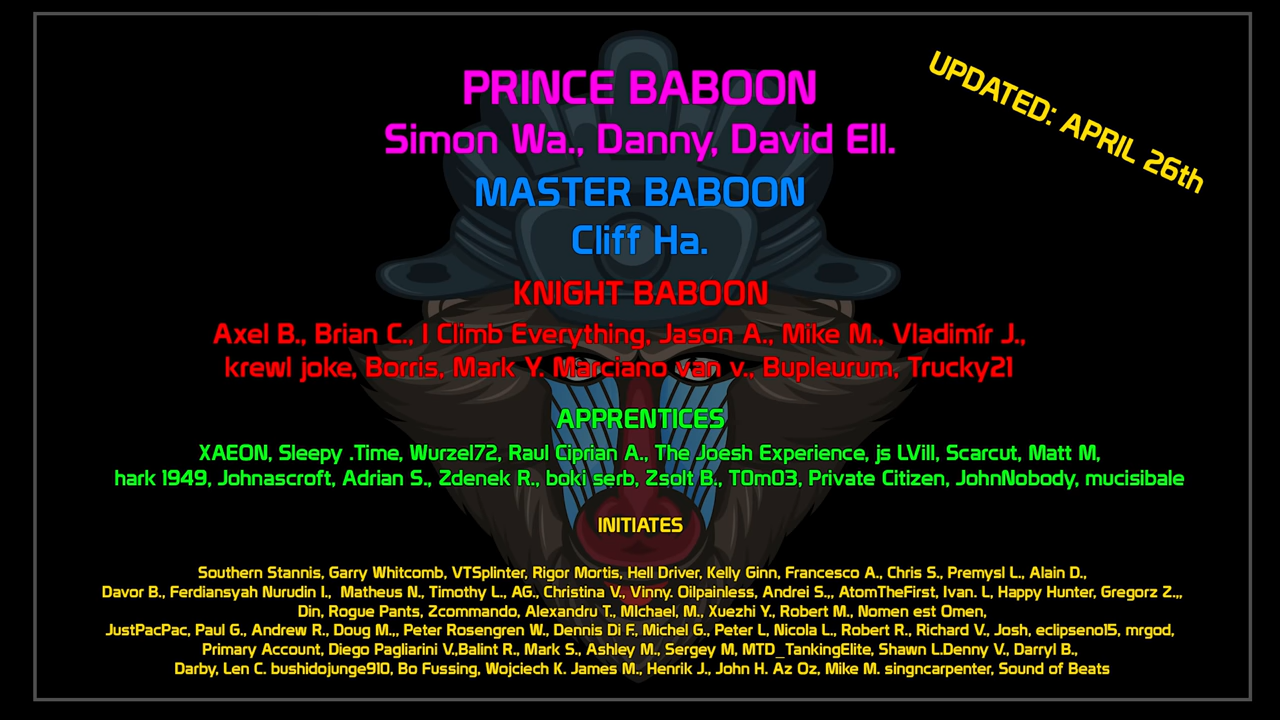 PRINCE BABOON
UPDATED: APRIL 26th
Simon Wa., Danny, David Ell.
MASTER BABOON
Cliff Ha.
KNIGHT BABOON
Axel B., Brian C., I Climb Everything, Jason A., Mike M., Vladimír J.,
krewl joke, Borris, Mark Y. Marciano van v., Bupleurum, Trucky21
APPRENTICES
XAEON, Sleepy .Time, Wurzel72, Raul Ciprian A., The Joesh Experience, js LVill, Scarcut, Matt M,
hark 1949, Johnascroft, Adrian S., Zdenek R., boki serb, Zsolt B., T0m03, Private Citizen, JohnNobody, mucisibale
INITIATES
Southern Stannis, Garry Whitcomb, VTSplinter, Rigor Mortis, Hell Driver, Kelly Ginn, Francesco A., Chris S., Premysl L., Alain D.,
Davor B., Ferdiansyah Nurudin I., Matheus N., Timothy L., AG., Christina V., Vinny. Oilpainless, Andrei S.,, AtomTheFirst, Ivan. L, Happy Hunter, Gregorz Z.,,
Din, Rogue Pants, Zcommando, Alexandru T., MIchael, M., Xuezhi Y., Robert M., Nomen est Omen,
JustPacPac, Paul G., Andrew R., Doug M.,, Peter Rosengren W., Dennis Di F., Michel G., Peter L, Nicola L., Robert R., Richard V., Josh, eclipseno15, mrgod,
Primary Account, Diego Pagliarini V.,Balint R., Mark S., Ashley M., Sergey M, MTD_TankingElite, Shawn L.Denny V., Darryl B.,
Darby, Len C. bushidojunge910, Bo Fussing, Wojciech K. James M., Henrik J., John H. Az Oz, Mike M. singncarpenter, Sound of Beats